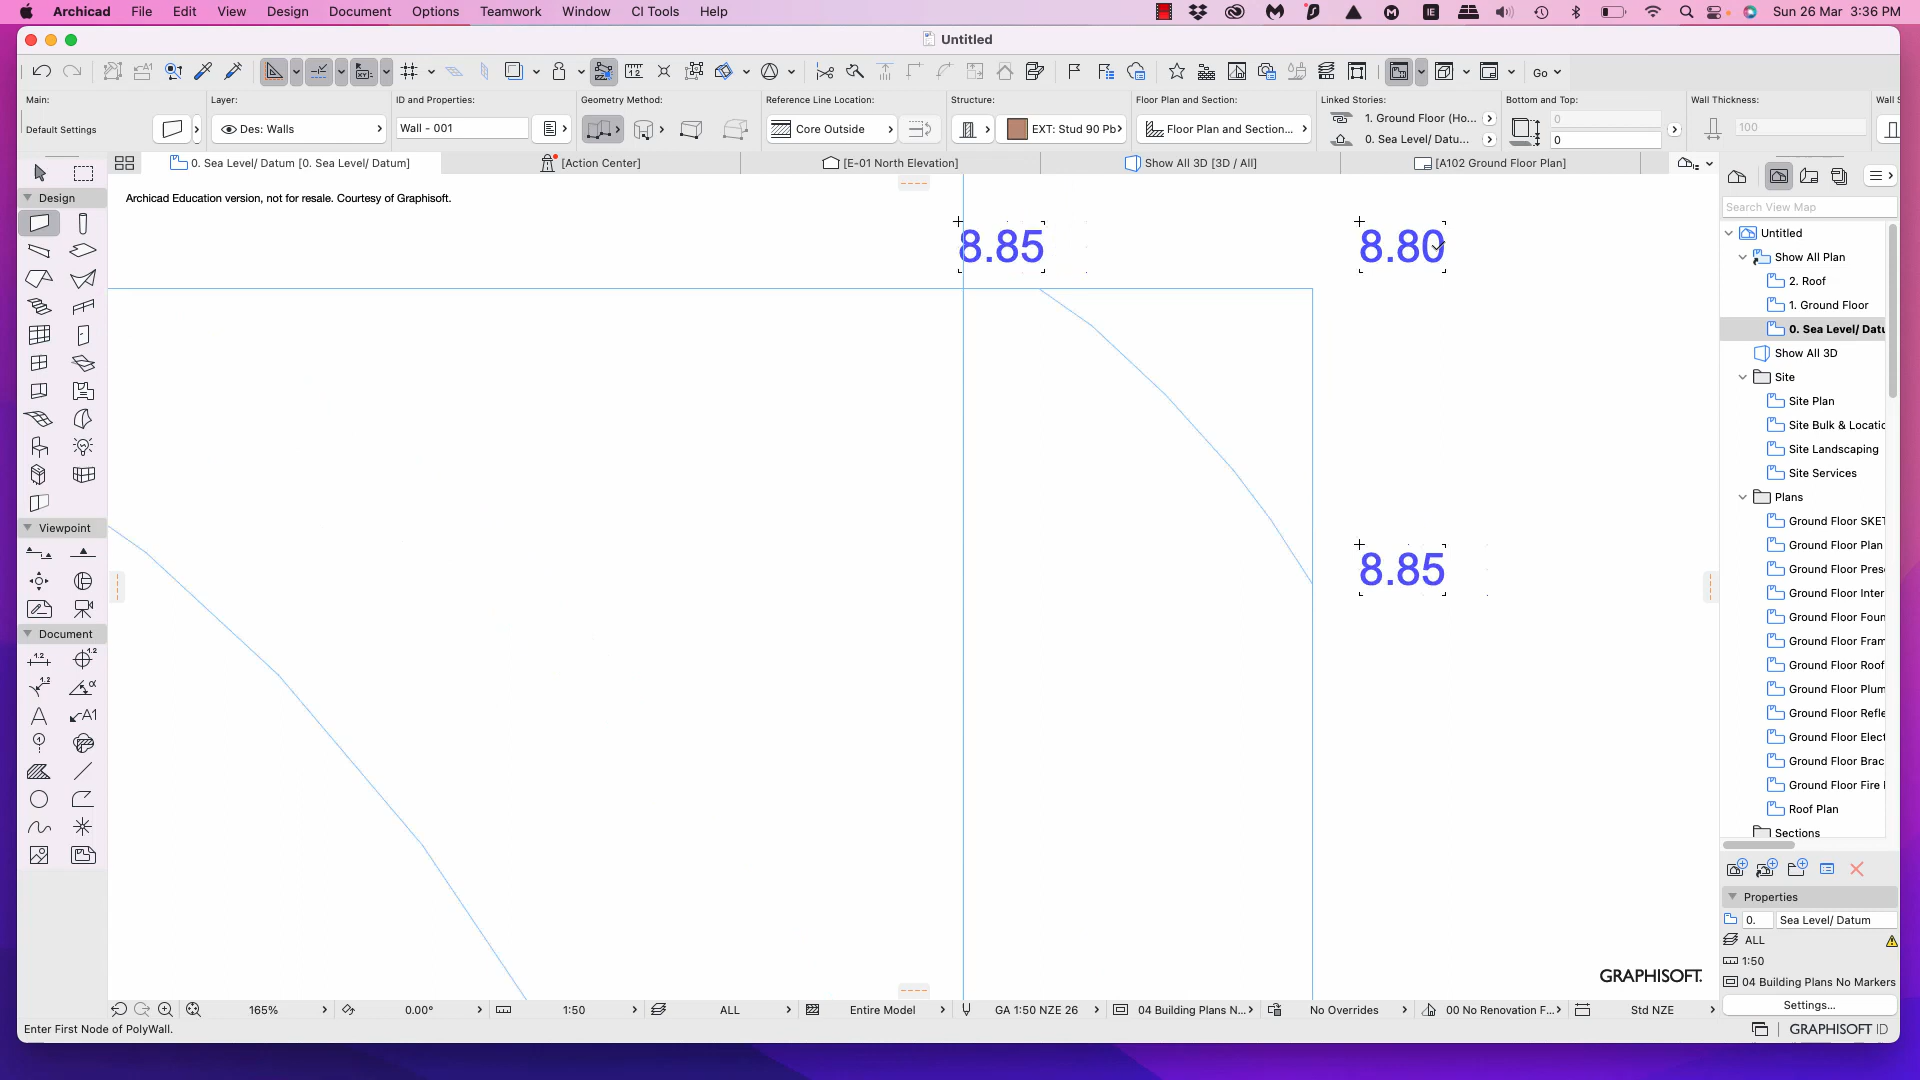 Archicad File Edit View Design Document Options Teamwork Window CI Tools Help Sun 26 Mar 3:36 PM
Untitled
Go
Main: Layer: ID and Properties: Geometry Method: Reference Line Location: Structure: Floor Plan and Section: Linked Stories: Bottom and Top: Wall Thickness: Wall S
1. Ground Floor (Ho... 0
Default Settings Des: Walls Wall - 001 Core Outside EXT: Stud 90 Pb Floor Plan and Section... 100
0. Sea Level/ Datu... 0
0. Sea Level/ Datum [0. Sea Level/ Datum] [Action Center] [E-01 North Elevation] Show All 3D [3D / All] [A102 Ground Floor Plan]
Design
Viewpoint
Document
Archicad Education version, not for resale. Courtesy of Graphisoft.
8.85 8.80
8.85
GRAPHISOFT.
Search View Map
Untitled
Show All Plan
2. Roof
1. Ground Floor
0. Sea Level/ Datu
Show All 3D
Site
Site Plan
Site Bulk & Locatio
Site Landscaping
Site Services
Plans
Ground Floor SKET
Ground Floor Plan
Ground Floor Prese
Ground Floor Inter
Ground Floor Foun
Ground Floor Fram
Ground Floor Roof
Ground Floor Plum
Ground Floor Refle
Ground Floor Elect
Ground Floor Brac
Ground Floor Fire
Roof Plan
Sections
Properties
0. Sea Level/ Datum
ALL
1:50
04 Building Plans No Markers
Settings...
165% 0.00° 1:50 ALL Entire Model GA 1:50 NZE 26 04 Building Plans N... No Overrides 00 No Renovation F... Std NZE
Enter First Node of PolyWall. GRAPHISOFT ID